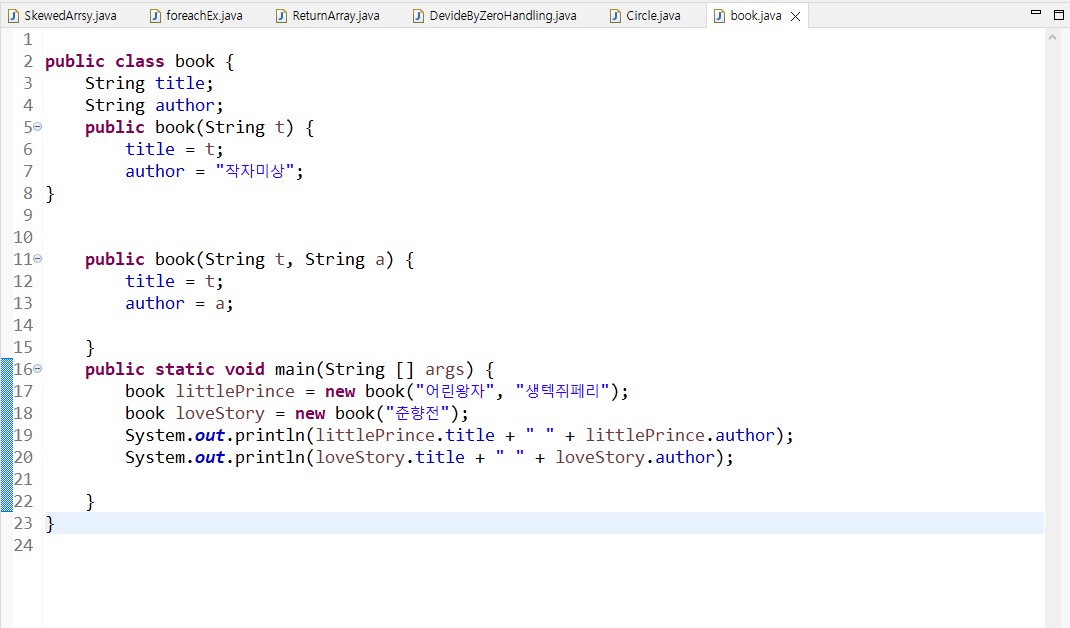 SkewedArrsy.java foreachEx.java ReturnArray.java DevideByZeroHandling.java Circle.java book.java
1
2 public class book {
3 String title;
4 String author;
5 public book(String t) {
6 title = t;
7 author = "작자미상";
8 }
9
10
11 public book(String t, String a) {
12 title = t;
13 author = a;
14
15 }
16 public static void main(String [] args) {
17 book littlePrince = new book("어린왕자", "생텍쥐페리");
18 book loveStory = new book("춘향전");
19 System.out.println(littlePrince.title + " " + littlePrince.author);
20 System.out.println(loveStory.title + " " + loveStory.author);
21
22 }
23 }
24